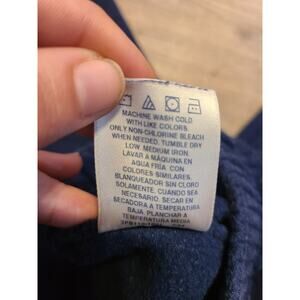 MACHINE WASH COLD
WITH LIKE COLORS.
ONLY NON-CHLORINE BLEACH
WHEN NEEDED. TUMBLE DRY
LOW. MEDIUM IRON.
LAVAR A MÁQUINA EN
AGUA FRÍA CON
COLORES SIMILARES.
BLANQUEADOR SIN CLORO
SOLAMENTE, CUANDO SEA
NECESARIO. SECAR EN
SECADORA A TEMPERATURA
BAJA. PLANCHAR A
TEMPERATURA MEDIA